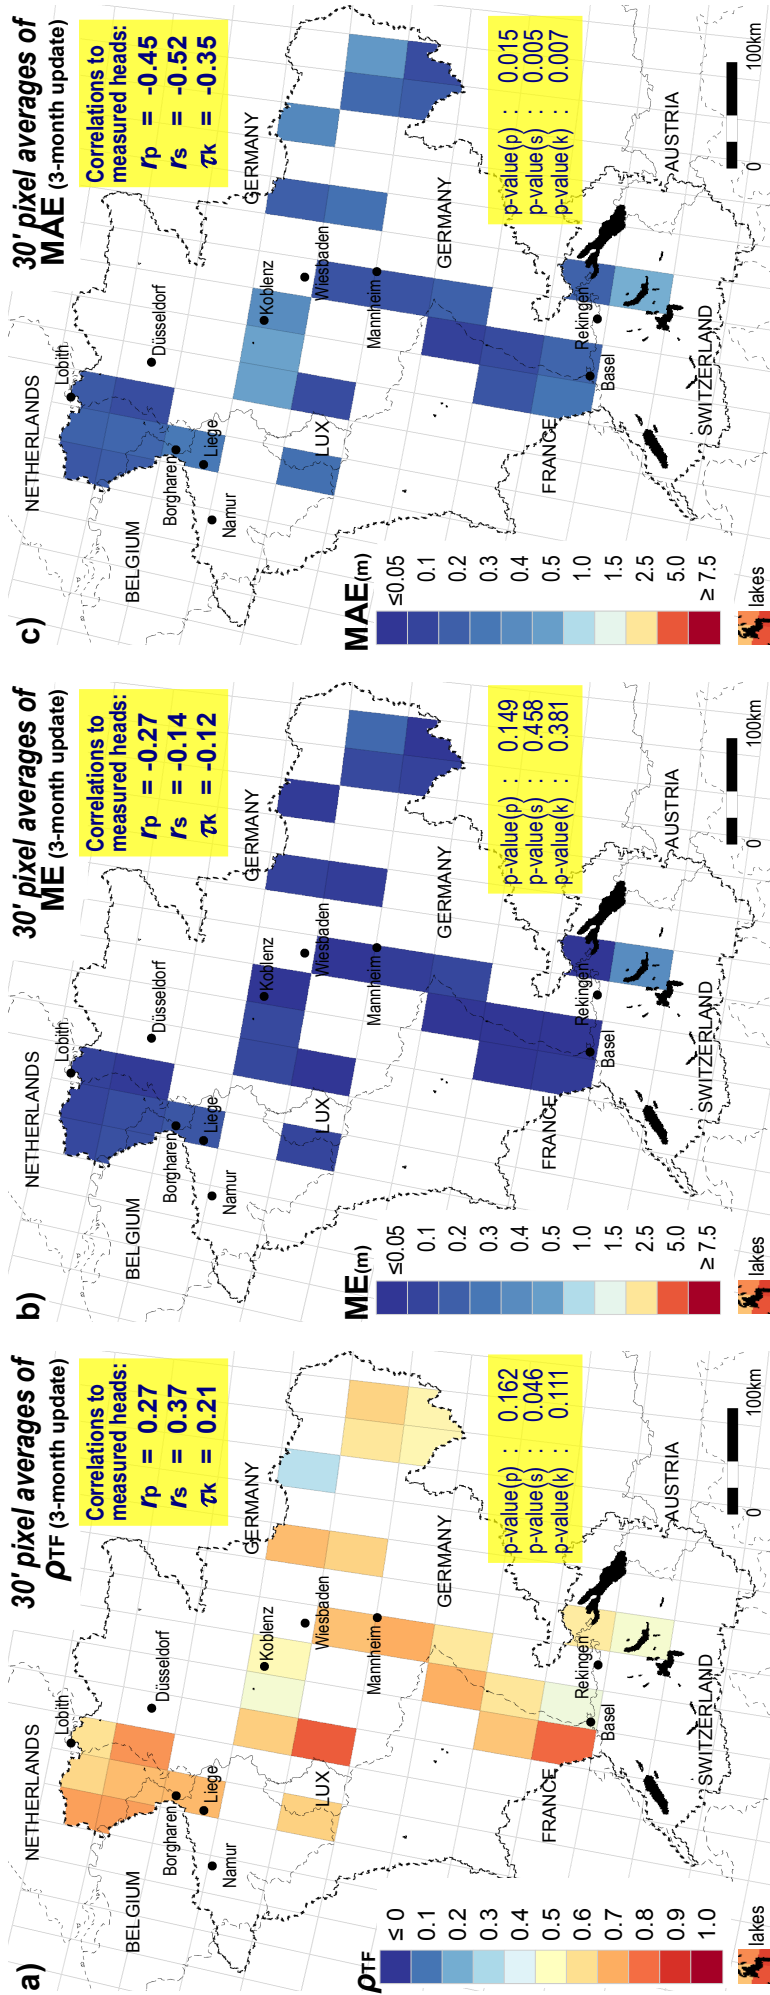 a)
30' pixel averages of
ρTF (3-month update)
Correlations to
measured heads:
rp = 0.27
rs = 0.37
τk = 0.21
NETHERLANDS
Lobith
Düsseldorf
BELGIUM
Borgharen
Liege
Namur
GERMANY
Koblenz
Wiesbaden
LUX
Mannheim
GERMANY
FRANCE
p-value(p) : 0.162
p-value(s) : 0.046
p-value(k) : 0.111
Rekingen
Basel
AUSTRIA
SWITZERLAND
ρTF
≤ 0
0.1
0.2
0.3
0.4
0.5
0.6
0.7
0.8
0.9
1.0
lakes
0 100km
b)
30' pixel averages of
ME (3-month update)
Correlations to
measured heads:
rp = -0.27
rs = -0.14
τk = -0.12
NETHERLANDS
Lobith
Düsseldorf
BELGIUM
Borgharen
Liege
Namur
GERMANY
Koblenz
Wiesbaden
LUX
Mannheim
GERMANY
FRANCE
p-value(p) : 0.149
p-value(s) : 0.458
p-value(k) : 0.381
Rekingen
Basel
AUSTRIA
SWITZERLAND
ME(m)
≤0.05
0.1
0.2
0.3
0.4
0.5
1.0
1.5
2.5
5.0
≥ 7.5
lakes
0 100km
c)
30' pixel averages of
MAE (3-month update)
Correlations to
measured heads:
rp = -0.45
rs = -0.52
τk = -0.35
NETHERLANDS
Lobith
Düsseldorf
BELGIUM
Borgharen
Liege
Namur
GERMANY
Koblenz
Wiesbaden
LUX
Mannheim
GERMANY
FRANCE
p-value(p) : 0.015
p-value(s) : 0.005
p-value(k) : 0.007
Rekingen
Basel
AUSTRIA
SWITZERLAND
MAE(m)
≤0.05
0.1
0.2
0.3
0.4
0.5
1.0
1.5
2.5
5.0
≥ 7.5
lakes
0 100km